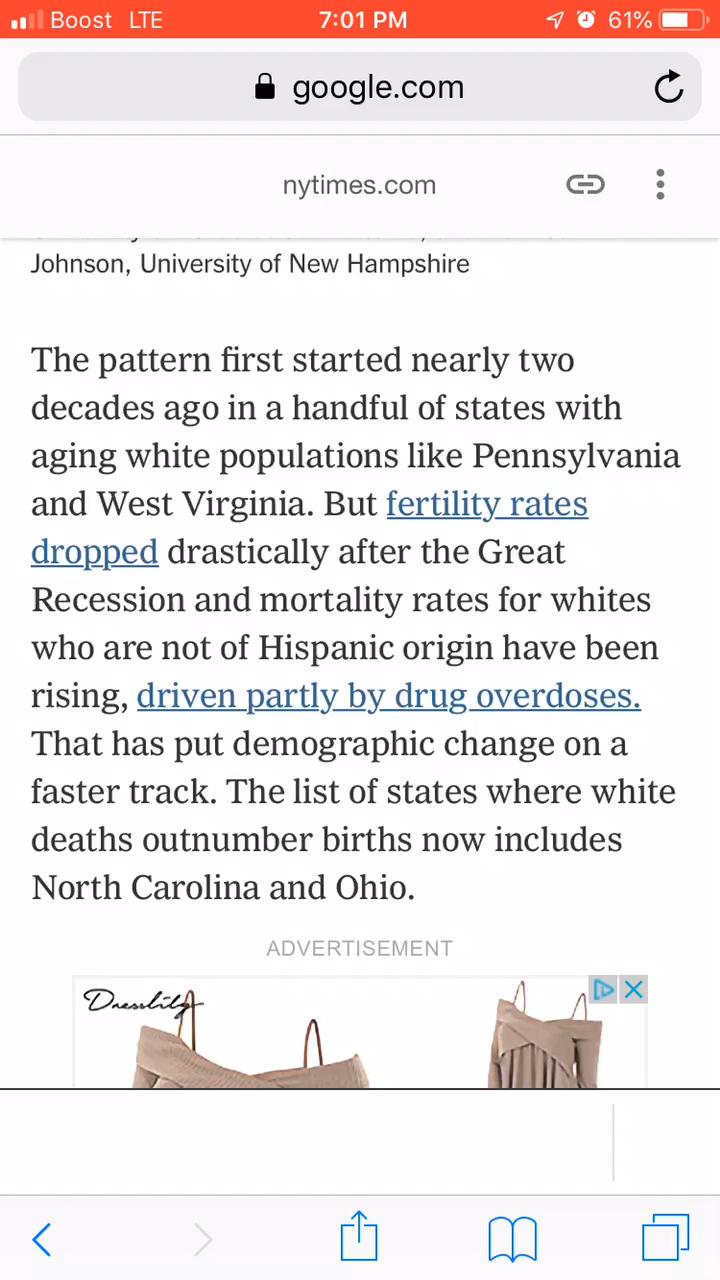 Boost LTE 7:01 PM 61%
google.com
nytimes.com
Johnson, University of New Hampshire
The pattern first started nearly two
decades ago in a handful of states with
aging white populations like Pennsylvania
and West Virginia. But fertility rates
dropped drastically after the Great
Recession and mortality rates for whites
who are not of Hispanic origin have been
rising, driven partly by drug overdoses.
That has put demographic change on a
faster track. The list of states where white
deaths outnumber births now includes
North Carolina and Ohio.
ADVERTISEMENT
Dresslily